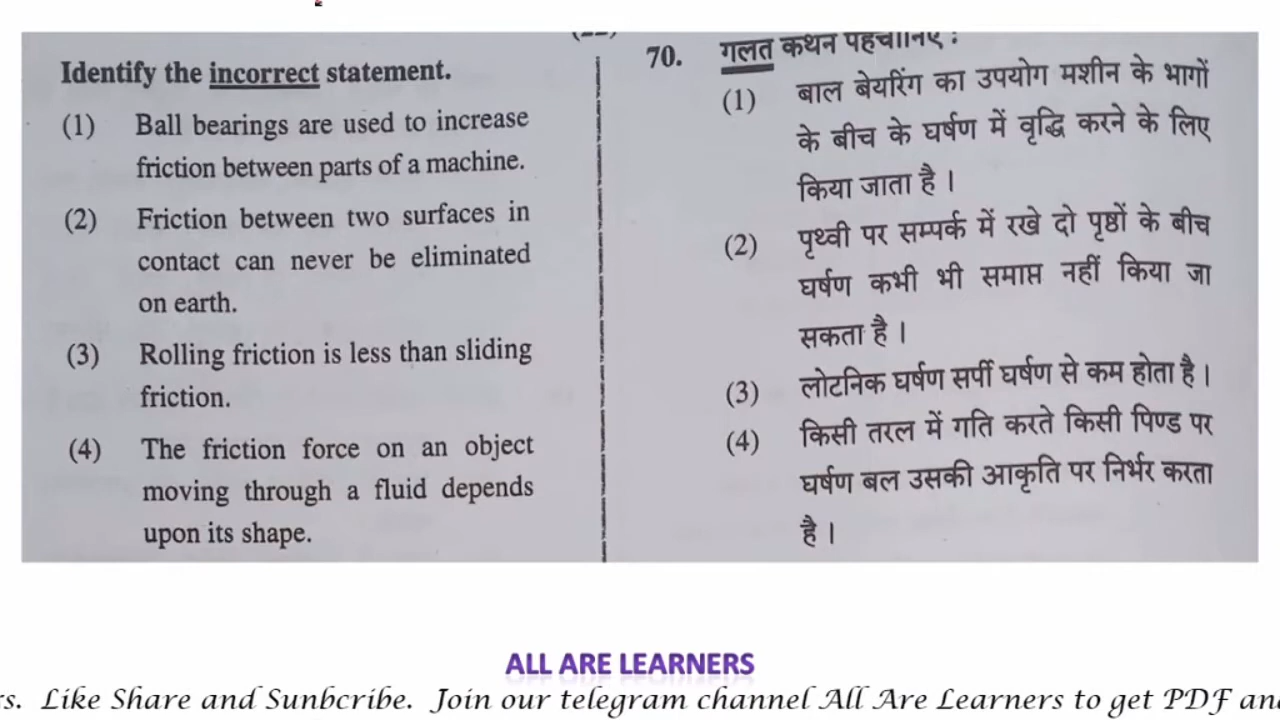 Identify the incorrect statement.
(1) Ball bearings are used to increase
friction between parts of a machine.
(2) Friction between two surfaces in
contact can never be eliminated
on earth.
(3) Rolling friction is less than sliding
friction.
(4) The friction force on an object
moving through a fluid depends
upon its shape.
70. गलत कथन पहचानिए :
(1) बाल बेयरिंग का उपयोग मशीन के भागों
के बीच के घर्षण में वृद्धि करने के लिए
किया जाता है ।
(2) पृथ्वी पर सम्पर्क में रखे दो पृष्ठों के बीच
घर्षण कभी भी समाप्त नहीं किया जा
सकता है ।
(3) लोटनिक घर्षण सर्पी घर्षण से कम होता है ।
(4) किसी तरल में गति करते किसी पिण्ड पर
घर्षण बल उसकी आकृति पर निर्भर करता
है ।
ALL ARE LEARNERS
rs. Like Share and Sunbcribe. Join our telegram channel All Are Learners to get PDF and